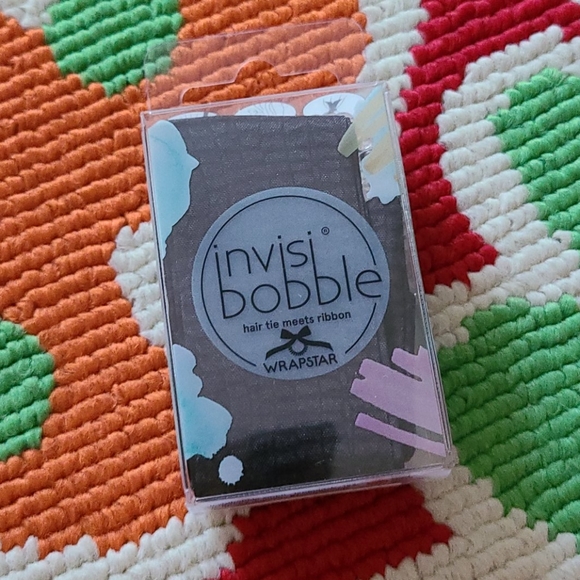 invisi®
bobble
hair tie meets ribbon
WRAPSTAR